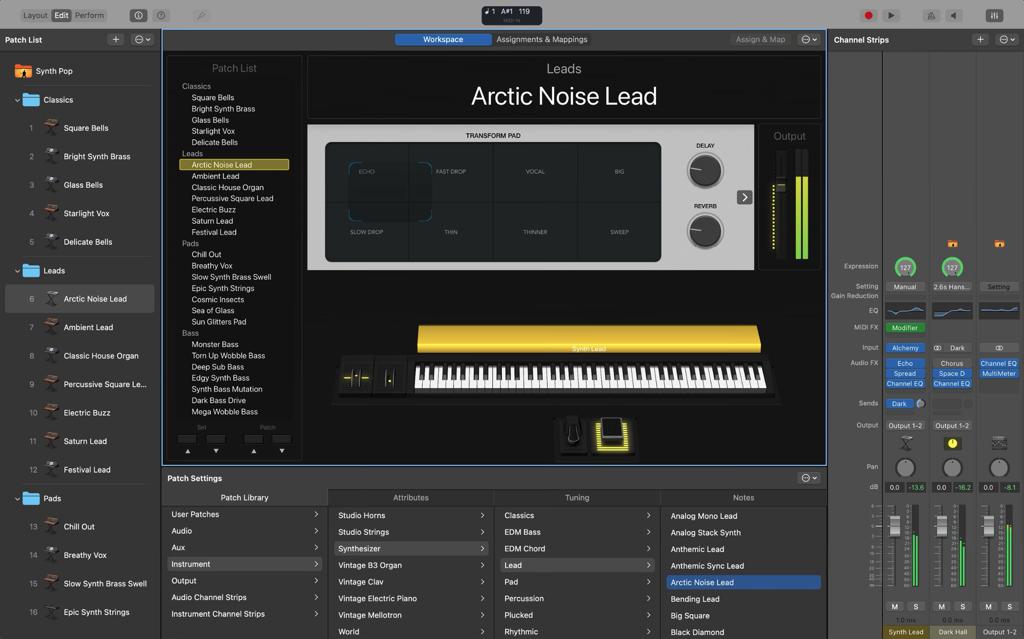 Layout Edit Perform
1 A#1 119
MIDI IN
Patch List
Synth Pop
Classics
1 Square Bells
2 Bright Synth Brass
3 Glass Bells
4 Starlight Vox
5 Delicate Bells
Leads
6 Arctic Noise Lead
7 Ambient Lead
8 Classic House Organ
9 Percussive Square Le...
10 Electric Buzz
11 Saturn Lead
12 Festival Lead
Pads
13 Chill Out
14 Breathy Vox
15 Slow Synth Brass Swell
16 Epic Synth Strings
Workspace
Assignments & Mappings
Assign & Map
Patch List
Classics
Square Bells
Bright Synth Brass
Glass Bells
Starlight Vox
Delicate Bells
Leads
Arctic Noise Lead
Ambient Lead
Classic House Organ
Percussive Square Lead
Electric Buzz
Saturn Lead
Festival Lead
Pads
Chill Out
Breathy Vox
Slow Synth Brass Swell
Epic Synth Strings
Cosmic Insects
Sea of Glass
Sun Glitters Pad
Bass
Monster Bass
Torn Up Wobble Bass
Deep Sub Bass
Edgy Synth Bass
Synth Bass Mutation
Dark Bass Drive
Mega Wobble Bass
Set Patch
Leads
Arctic Noise Lead
TRANSFORM PAD
ECHO FAST DROP VOCAL BIG
SLOW DROP THIN THINNER SWEEP
DELAY
REVERB
Output
Synth Lead
Patch Settings
Patch Library Attributes Tuning Notes
User Patches
Audio
Aux
Instrument
Output
Audio Channel Strips
Instrument Channel Strips
Studio Horns
Studio Strings
Synthesizer
Vintage B3 Organ
Vintage Clav
Vintage Electric Piano
Vintage Mellotron
World
Classics
EDM Bass
EDM Chord
Lead
Pad
Percussion
Plucked
Rhythmic
Analog Mono Lead
Analog Stack Synth
Anthemic Lead
Anthemic Sync Lead
Arctic Noise Lead
Bending Lead
Big Square
Black Diamond
Channel Strips
Expression 127 127
Setting Manual 2.6s Hans... Setting
Gain Reduction
EQ
MIDI FX Modifier
Input Alchemy Dark
Audio FX Echo Chorus Channel EQ
Spread Space D MultiMeter
Channel EQ Channel EQ
Sends Dark
Output Output 1-2 Output 1-2
Pan
dB 0.0 -13.6 0.0 -16.2 0.0 -8.1
M S M S M S
1.0 ms 0.0 ms 0.0 ms
Synth Lead Dark Hall Output 1-2